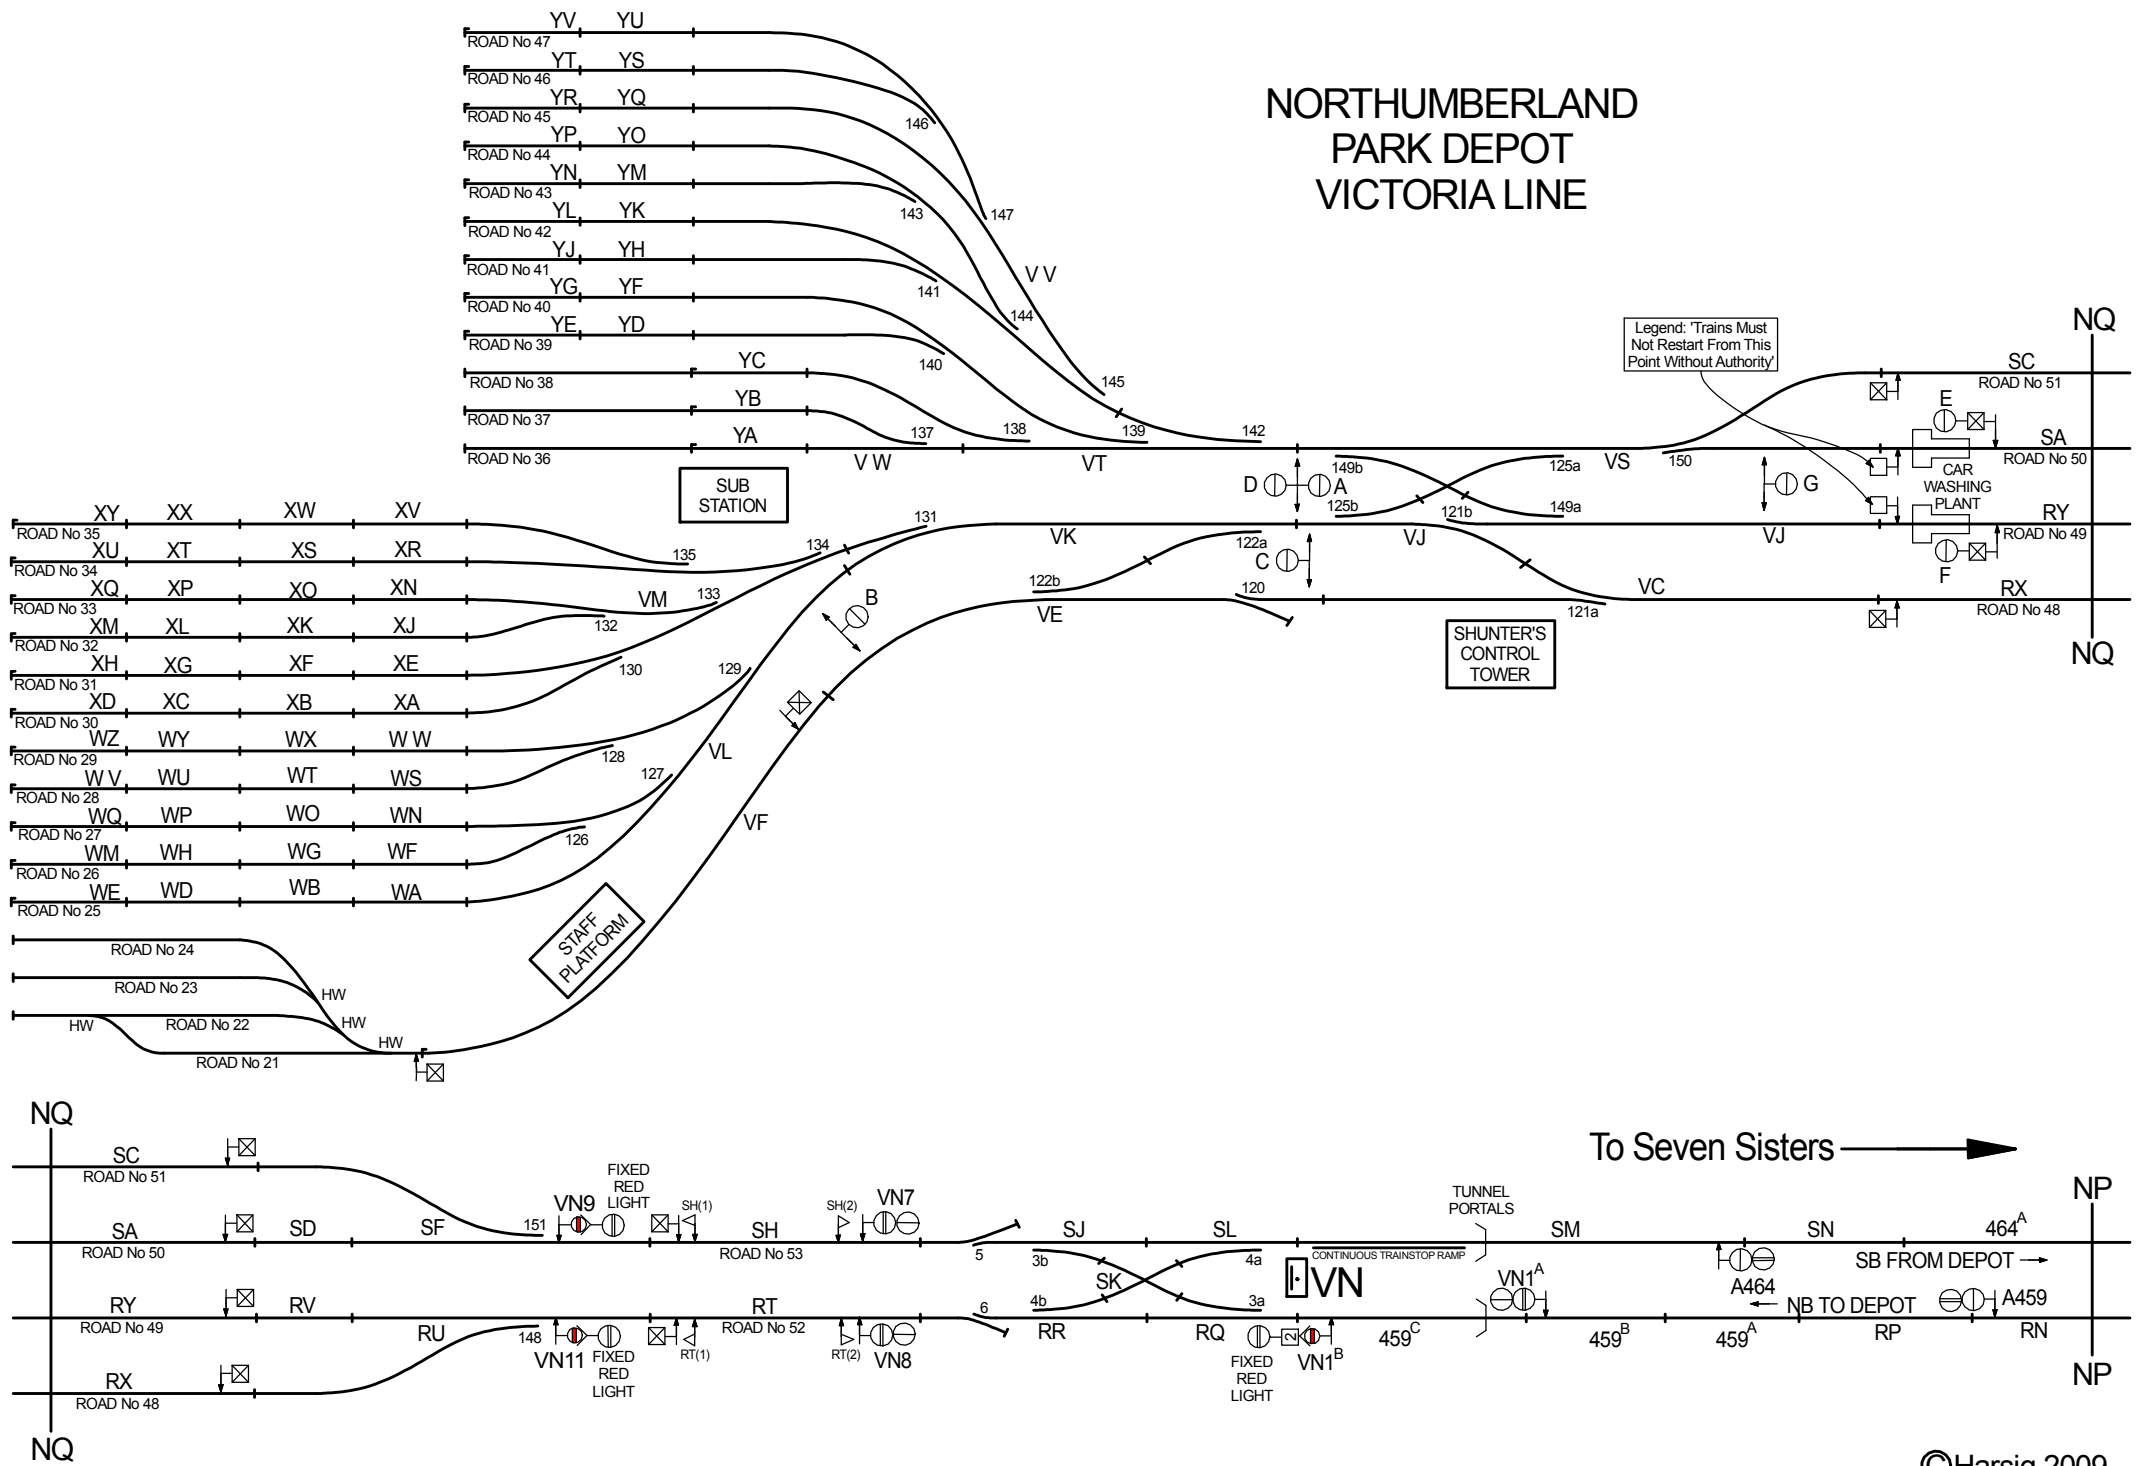 NORTHUMBERLAND
PARK DEPOT
VICTORIA LINE
YV YU
ROAD No 47
YT YS
ROAD No 46
YR YQ
ROAD No 45
146
YP YO
ROAD No 44
YN YM
ROAD No 43
143
147
YL YK
ROAD No 42
YJ YH
ROAD No 41
141
V V
YG YF
ROAD No 40
144
YE YD
ROAD No 39
140
YC
ROAD No 38
145
YB
ROAD No 37
137
138
139
142
YA
ROAD No 36
V W
VT
VS
Legend: 'Trains Must
Not Restart From This
Point Without Authority'
NQ
SC
ROAD No 51
E
SA
ROAD No 50
150
149b
125a
D
A
G
CAR
WASHING
PLANT
125b
121b
149a
RY
ROAD No 49
VK
VJ
VJ
122a
C
F
122b
120
VC
RX
ROAD No 48
VE
121a
NQ
SHUNTER'S
CONTROL
TOWER
SUB
STATION
XY XX XW XV
ROAD No 35
131
135
134
XU XT XS XR
ROAD No 34
XQ XP XO XN
ROAD No 33
VM
133
B
XM XL XK XJ
ROAD No 32
132
XH XG XF XE
ROAD No 31
130
129
XD XC XB XA
ROAD No 30
WZ WY WX W W
ROAD No 29
128
VL
W V WU WT WS
ROAD No 28
127
WQ WP WO WN
ROAD No 27
126
VF
WM WH WG WF
ROAD No 26
WE WD WB WA
ROAD No 25
STAFF
PLATFORM
ROAD No 24
ROAD No 23
HW
ROAD No 22
HW
HW
HW
ROAD No 21
NQ
SC
ROAD No 51
FIXED
RED
LIGHT
VN9
SH(1)
SH(2)
VN7
To Seven Sisters
TUNNEL
PORTALS
NP
SA
ROAD No 50
SD
SF
151
SH
ROAD No 53
5
SJ
SL
3b
4a
CONTINUOUS TRAINSTOP RAMP
SM
SN
464A
SB FROM DEPOT
A464
VN
SK
4b
3a
VN1A
NB TO DEPOT
A459
RY
ROAD No 49
RV
RU
148
RT
ROAD No 52
6
RR
RQ
459C
459B
459A
RP
RN
VN11
FIXED
RED
LIGHT
RT(1)
RT(2)
VN8
2
FIXED
RED
LIGHT
VN1B
NP
RX
ROAD No 48
NQ
©Harsig 2009